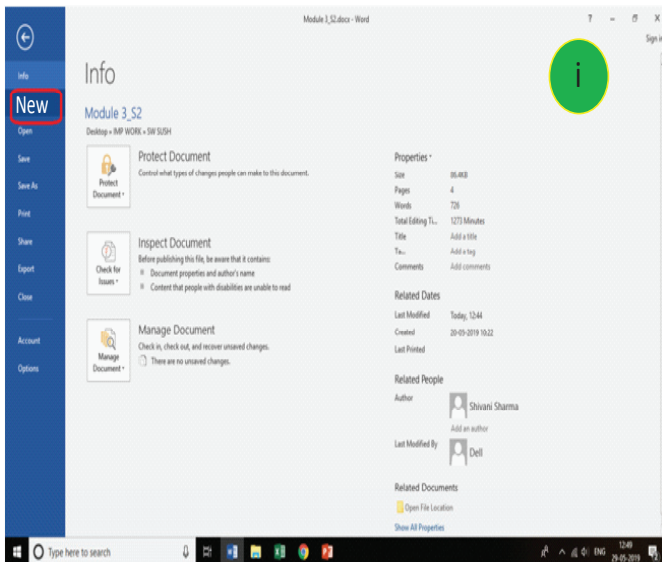 Module 3_S2.docx - Word
? – X
Sign in
Info
New
Open
Save
Save As
Print
Share
Export
Close
Account
Options
Info
Module 3_S2
Desktop » IMP WORK » SW SUSH
Protect Document
Control what types of changes people can make to this document.
Protect
Document
Inspect Document
Before publishing this file, be aware that it contains:
Document properties and author's name
Content that people with disabilities are unable to read
Check for
Issues
Manage Document
Check in, check out, and recover unsaved changes.
There are no unsaved changes.
Manage
Document
i
Properties
Size 86.4KB
Pages 4
Words 726
Total Editing Ti... 1273 Minutes
Title Add a title
Ta... Add a tag
Comments Add comments
Related Dates
Last Modified Today, 12:44
Created 20-05-2019 10:22
Last Printed
Related People
Author Shivani Sharma
Add an author
Last Modified By Dell
Related Documents
Open File Location
Show All Properties
Type here to search
ENG
12:49
29-05-2019